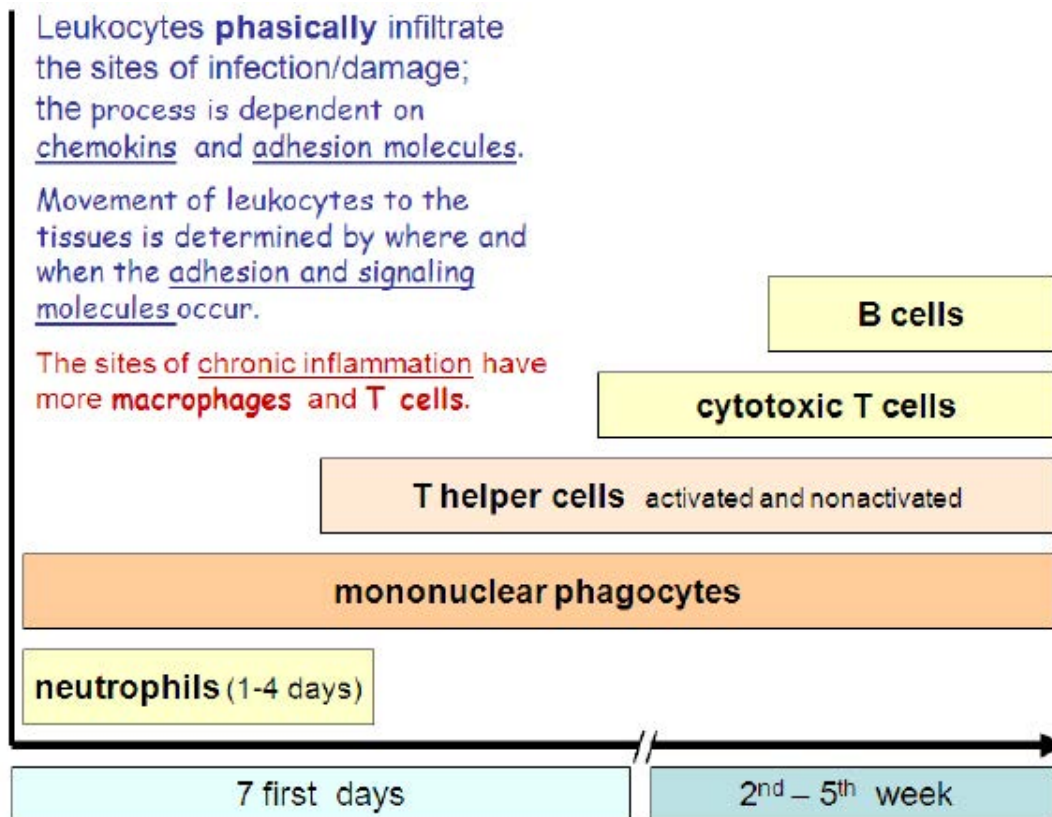 Leukocytes phasically infiltrate
the sites of infection/damage;
the process is dependent on
chemokins and adhesion molecules.
Movement of leukocytes to the
tissues is determined by where and
when the adhesion and signaling
molecules occur.
The sites of chronic inflammation have
more macrophages and T cells.
B cells
cytotoxic T cells
T helper cells activated and nonactivated
mononuclear phagocytes
neutrophils (1-4 days)
7 first days
2nd – 5th week